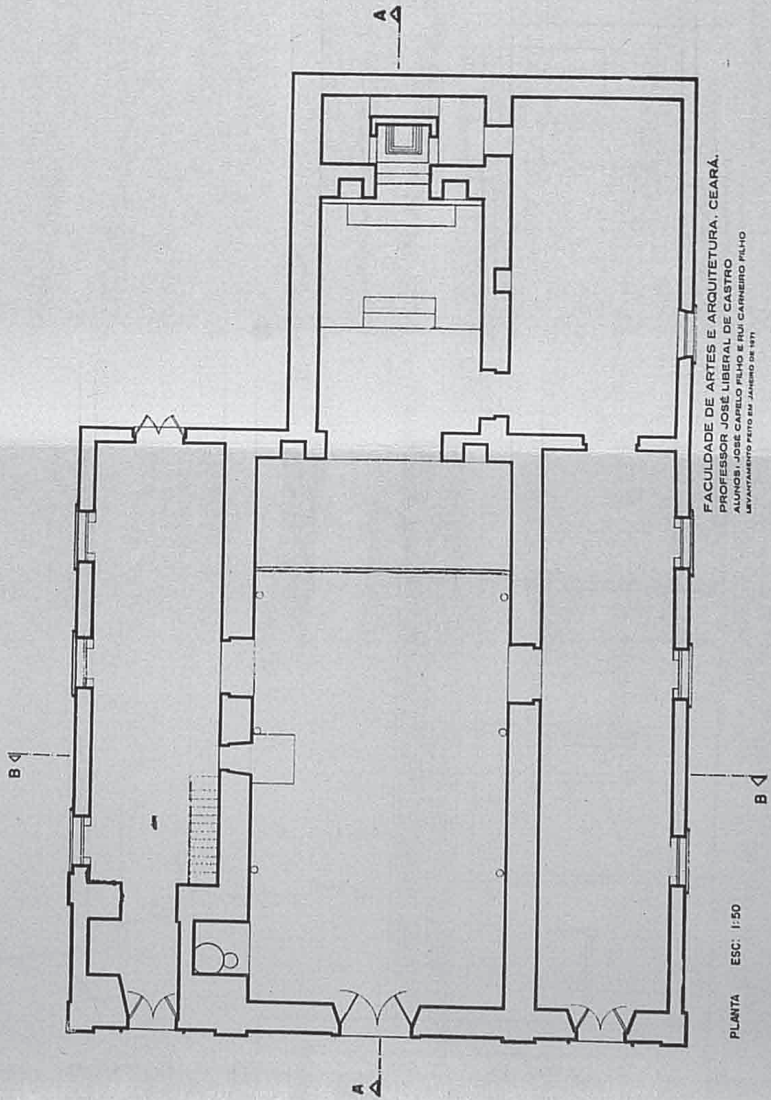 FACULDADE DE ARTES E ARQUITETURA, CEARÁ.
PROFESSOR JOSÉ LIBERAL DE CASTRO
ALUNOS: JOSÉ CAPELO FILHO E RUI CARNEIRO FILHO
LEVANTAMENTO FEITO EM JANEIRO DE 1971
PLANTA ESC: 1:50
A
A
B
B